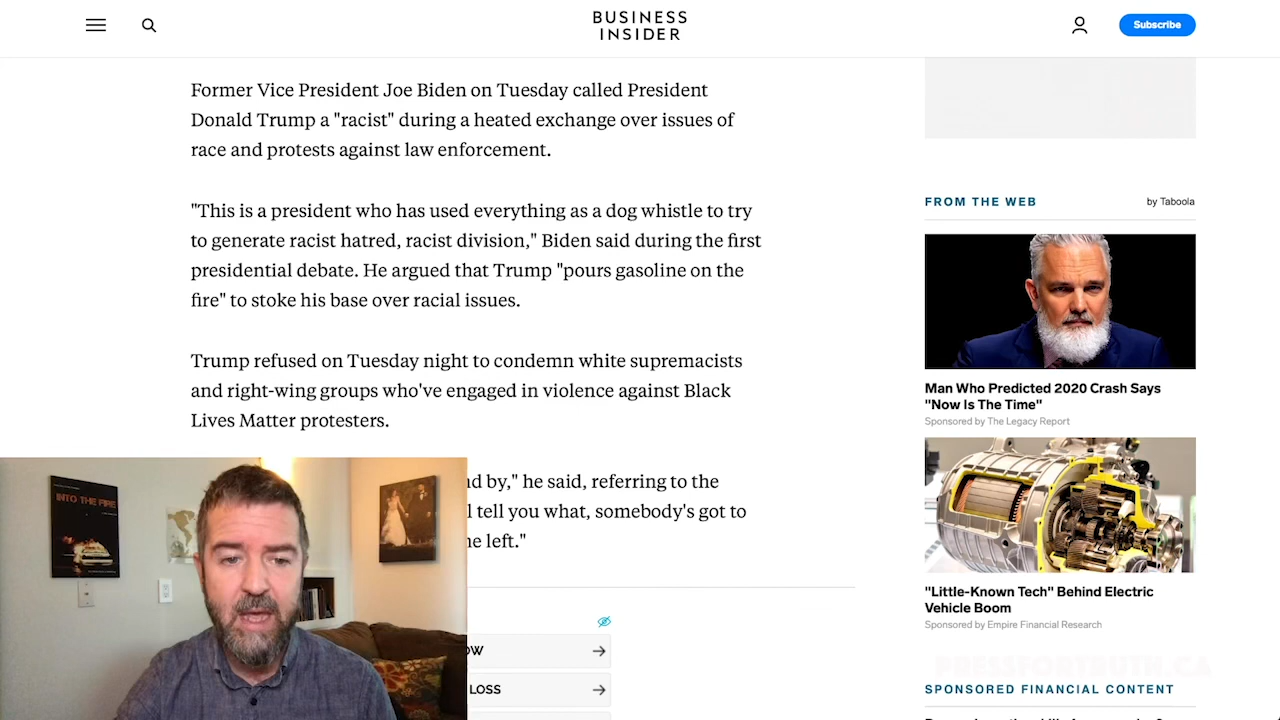 BUSINESS
INSIDER
Subscribe
Former Vice President Joe Biden on Tuesday called President
Donald Trump a "racist" during a heated exchange over issues of
race and protests against law enforcement.
"This is a president who has used everything as a dog whistle to try
to generate racist hatred, racist division," Biden said during the first
presidential debate. He argued that Trump "pours gasoline on the
fire" to stoke his base over racial issues.
Trump refused on Tuesday night to condemn white supremacists
and right-wing groups who've engaged in violence against Black
Lives Matter protesters.
by," he said, referring to the
tell you what, somebody's got to
left."
LOSS
INTO THE FIRE
FROM THE WEB
by Taboola
Man Who Predicted 2020 Crash Says
"Now Is The Time"
Sponsored by The Legacy Report
"Little-Known Tech" Behind Electric
Vehicle Boom
Sponsored by Empire Financial Research
PRESSFORTRUTH.CA
SPONSORED FINANCIAL CONTENT